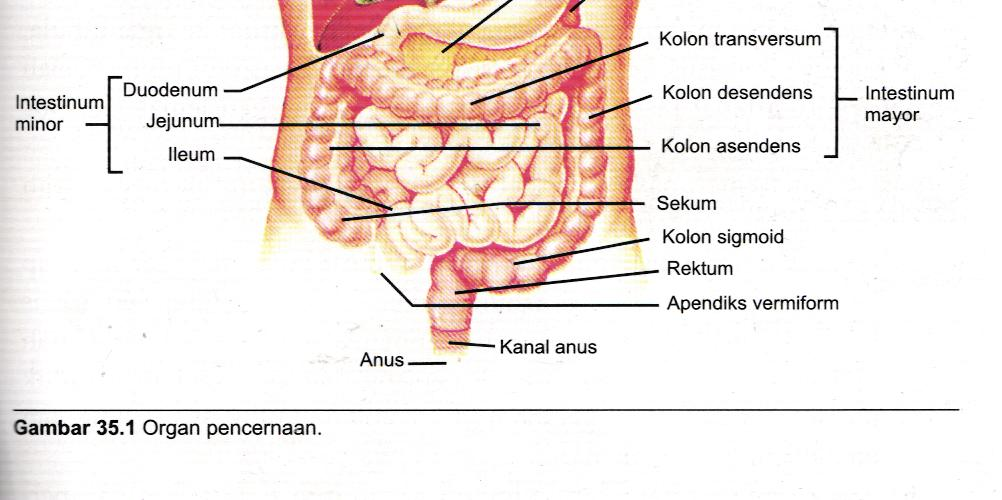 Intestinum
minor
Duodenum
Jejunum
Ileum
Kolon transversum
Kolon desendens
Kolon asendens
Intestinum
mayor
Sekum
Kolon sigmoid
Rektum
Apendiks vermiform
Kanal anus
Anus
Gambar 35.1 Organ pencernaan.